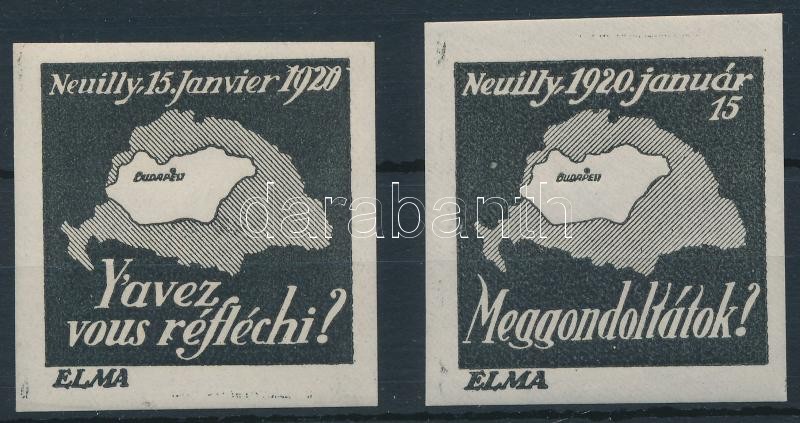 Neuilly, 15. Janvier 1920
BUDAPEST
Y'avez
vous réfléchi?
ELMA
Neuilly, 1920. január
15
BUDAPEST
Meggondoltátok?
ELMA
darabanth